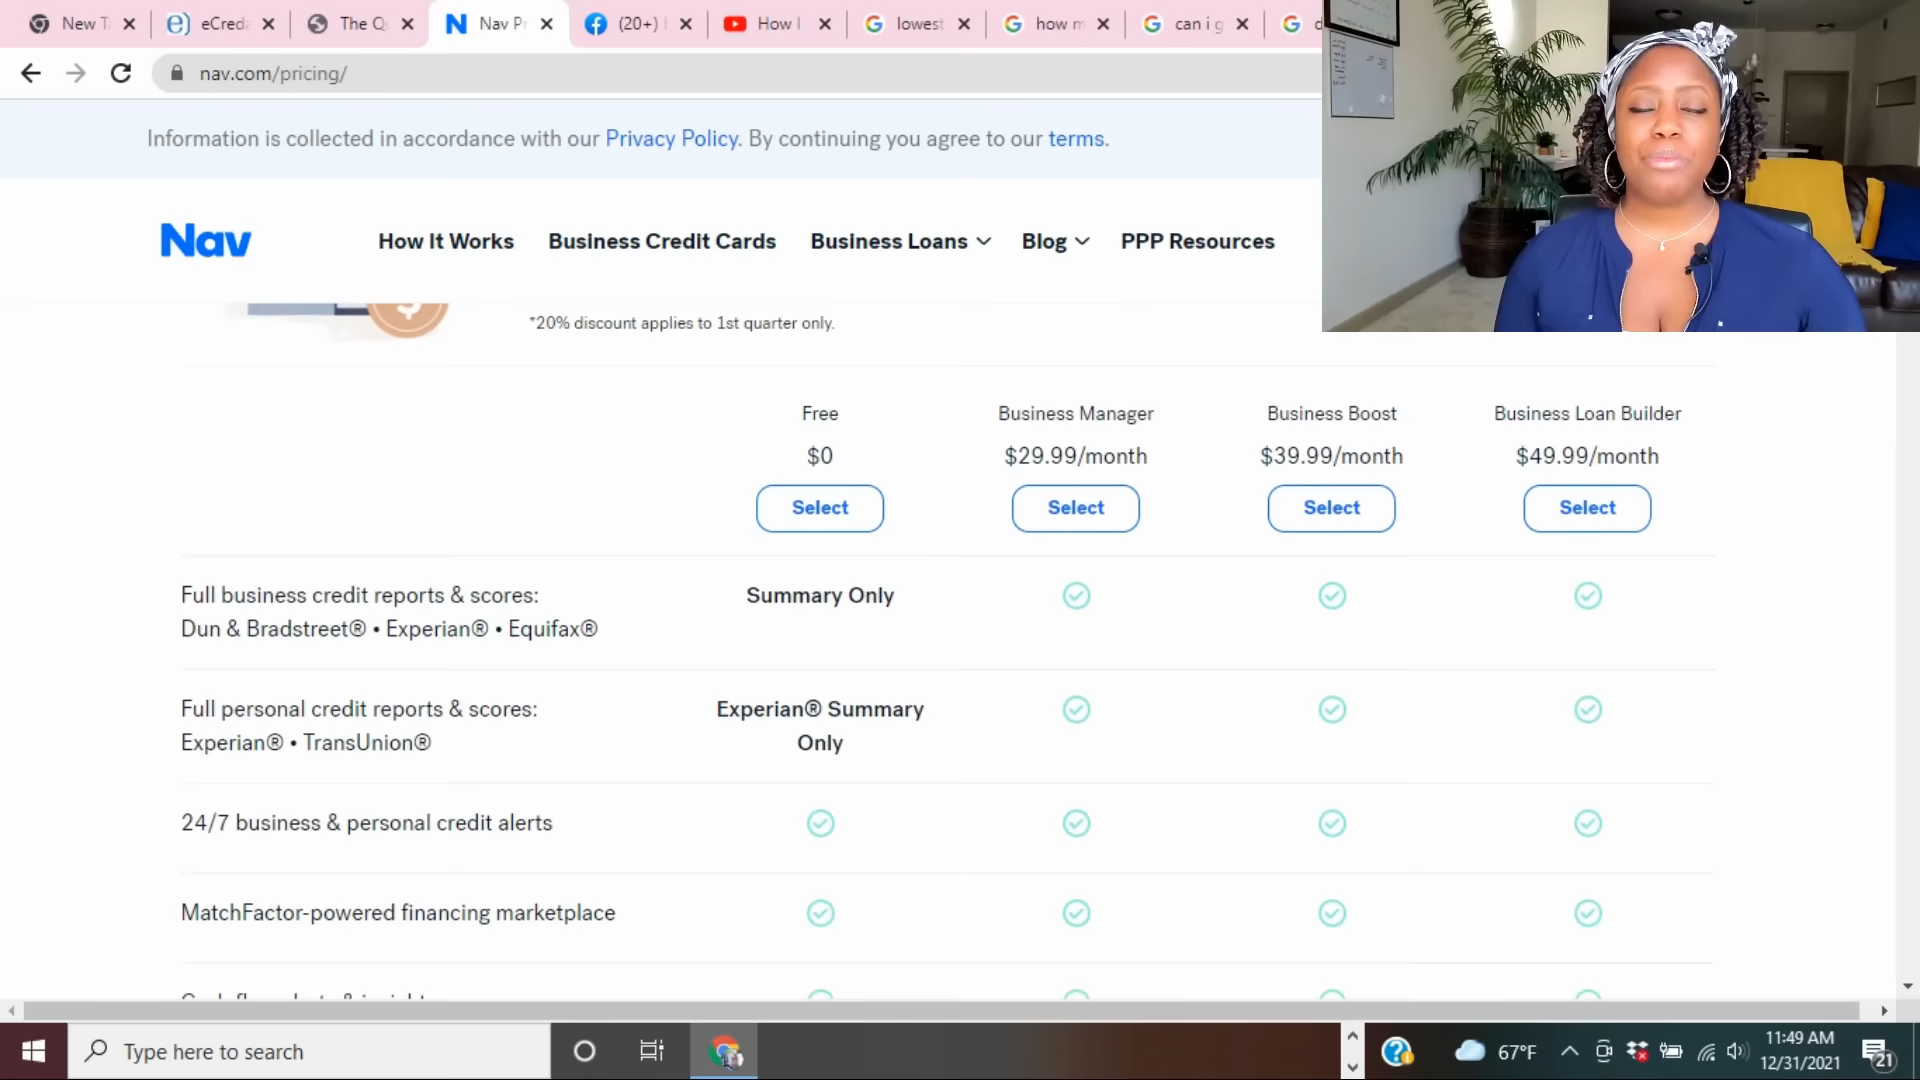 New T
eCreda
The Q
Nav Pr
(20+)
How I
lowest
how m
can i g
nav.com/pricing/
Information is collected in accordance with our Privacy Policy. By continuing you agree to our terms.
Nav
How It Works
Business Credit Cards
Business Loans
Blog
PPP Resources
*20% discount applies to 1st quarter only.
Free
Business Manager
Business Boost
Business Loan Builder
$0
$29.99/month
$39.99/month
$49.99/month
Select
Select
Select
Select
Full business credit reports & scores:
Dun & Bradstreet® • Experian® • Equifax®
Summary Only
Full personal credit reports & scores:
Experian® • TransUnion®
Experian® Summary
Only
24/7 business & personal credit alerts
MatchFactor-powered financing marketplace
Type here to search
67°F
11:49 AM
12/31/2021
21